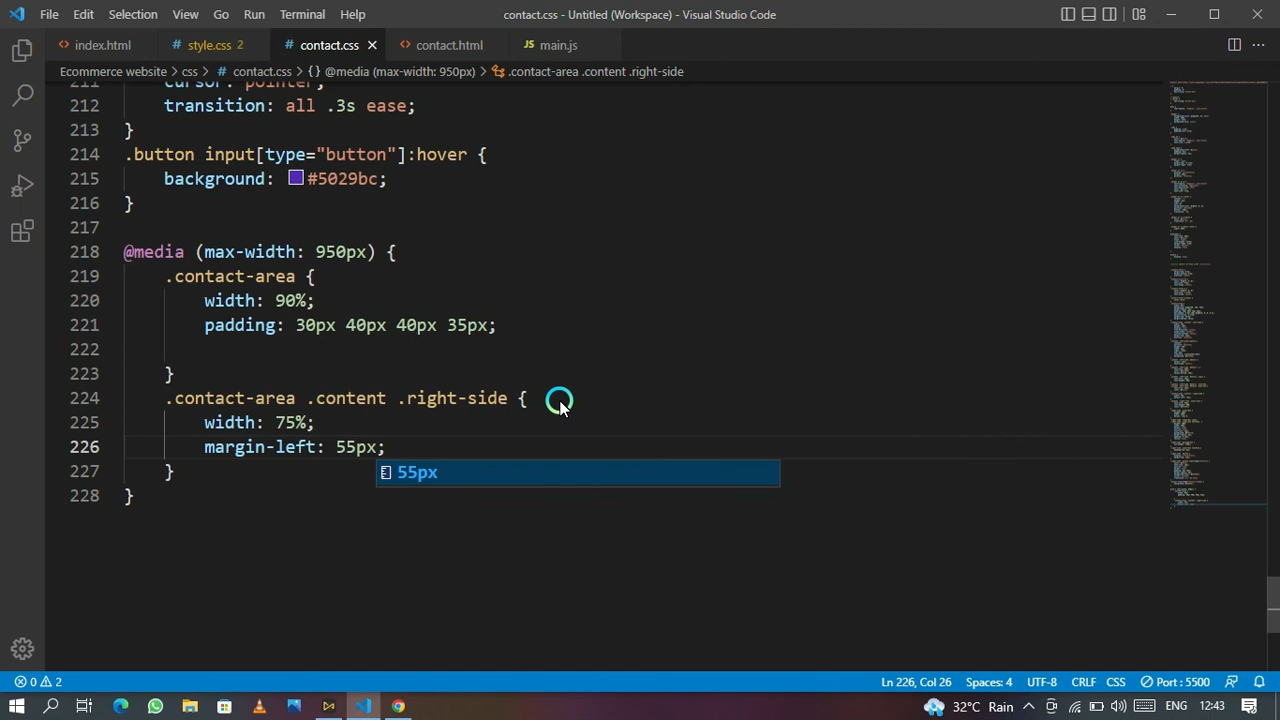 File Edit Selection View Go Run Terminal Help contact.css - Untitled (Workspace) - Visual Studio Code
index.html style.css 2 contact.css contact.html main.js
Ecommerce website > css > # contact.css > {} @media (max-width: 950px) > .contact-area .content .right-side
211 cursor: pointer;
212 transition: all .3s ease;
213 }
214 .button input[type="button"]:hover {
215 background: #5029bc;
216 }
217
218 @media (max-width: 950px) {
219 .contact-area {
220 width: 90%;
221 padding: 30px 40px 40px 35px;
222
223 }
224 .contact-area .content .right-side {
225 width: 75%;
226 margin-left: 55px;
55px
227 }
228 }
0 2 Ln 226, Col 26 Spaces: 4 UTF-8 CRLF CSS Port : 5500
32°C Rain ENG 12:43